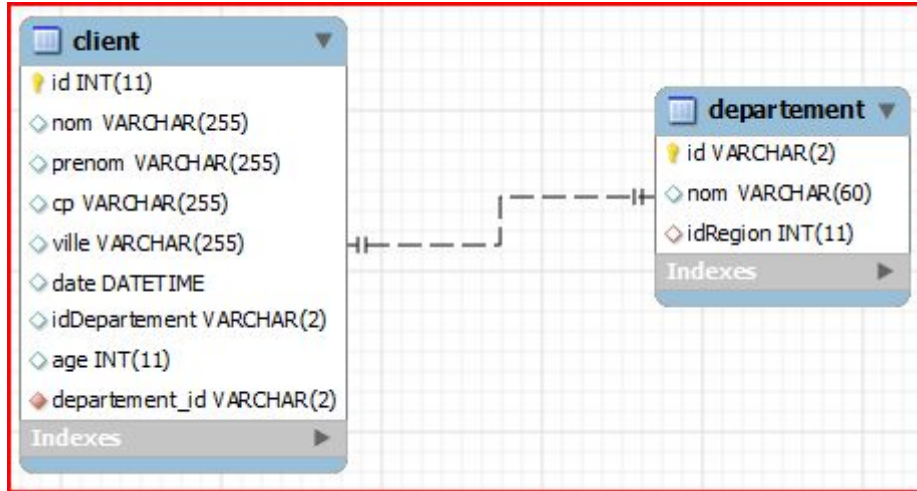 client
id INT(11)
nom VARCHAR(255)
prenom VARCHAR(255)
cp VARCHAR(255)
ville VARCHAR(255)
date DATETIME
idDepartement VARCHAR(2)
age INT(11)
departement_id VARCHAR(2)
Indexes
departement
id VARCHAR(2)
nom VARCHAR(60)
idRegion INT(11)
Indexes